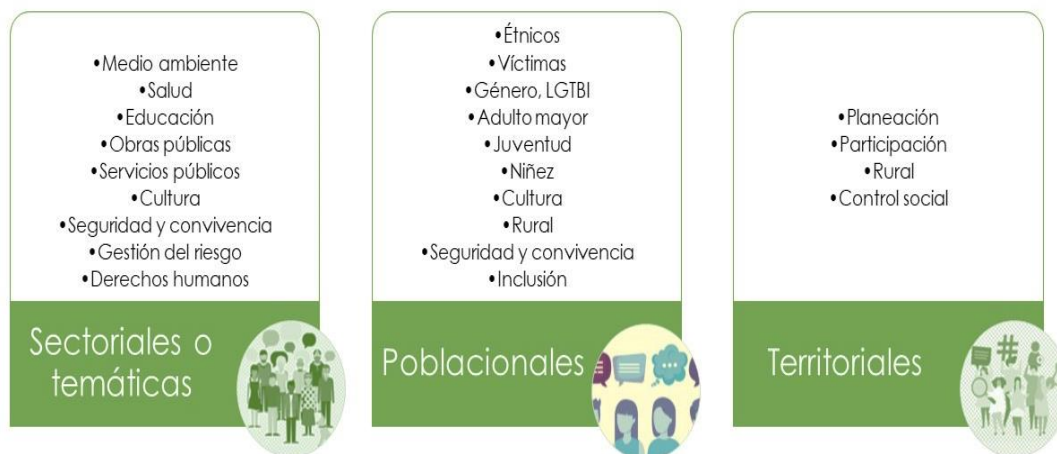 •Medio ambiente
•Salud
•Educación
•Obras públicas
•Servicios públicos
•Cultura
•Seguridad y convivencia
•Gestión del riesgo
•Derechos humanos
Sectoriales o
temáticas
•Étnicos
•Víctimas
•Género, LGTBI
•Adulto mayor
•Juventud
•Niñez
•Cultura
•Rural
•Seguridad y convivencia
•Inclusión
Poblacionales
•Planeación
•Participación
•Rural
•Control social
Territoriales